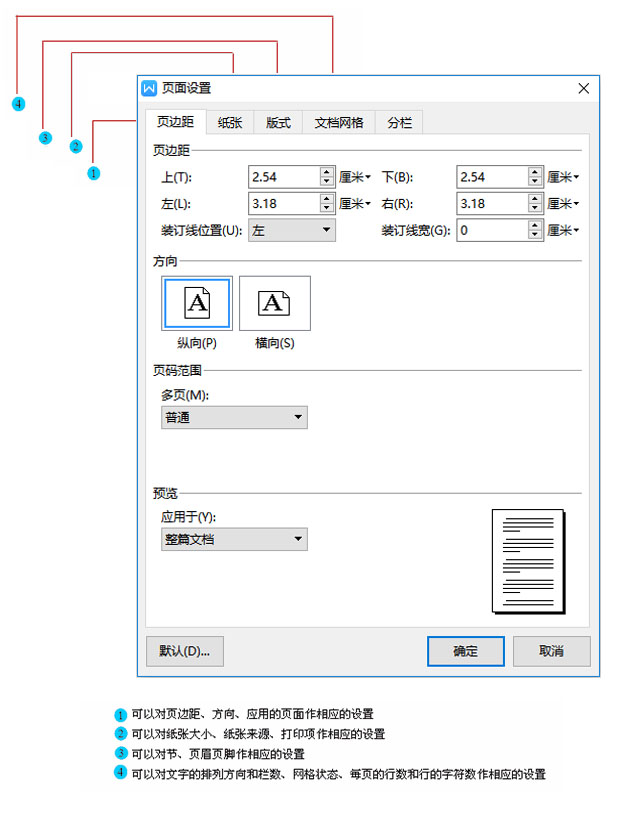 4
3
2
1
页面设置
页边距 纸张 版式 文档网格 分栏
页边距
上(T): 2.54 厘米 下(B): 2.54 厘米
左(L): 3.18 厘米 右(R): 3.18 厘米
装订线位置(U): 左 装订线宽(G): 0 厘米
方向
A A
纵向(P) 横向(S)
页码范围
多页(M):
普通
预览
应用于(Y):
整篇文档
默认(D)... 确定 取消
1 可以对页边距、方向、应用的页面作相应的设置
2 可以对纸张大小、纸张来源、打印项作相应的设置
3 可以对节、页眉页脚作相应的设置
4 可以对文字的排列方向和栏数、网格状态、每页的行数和行的字符数作相应的设置